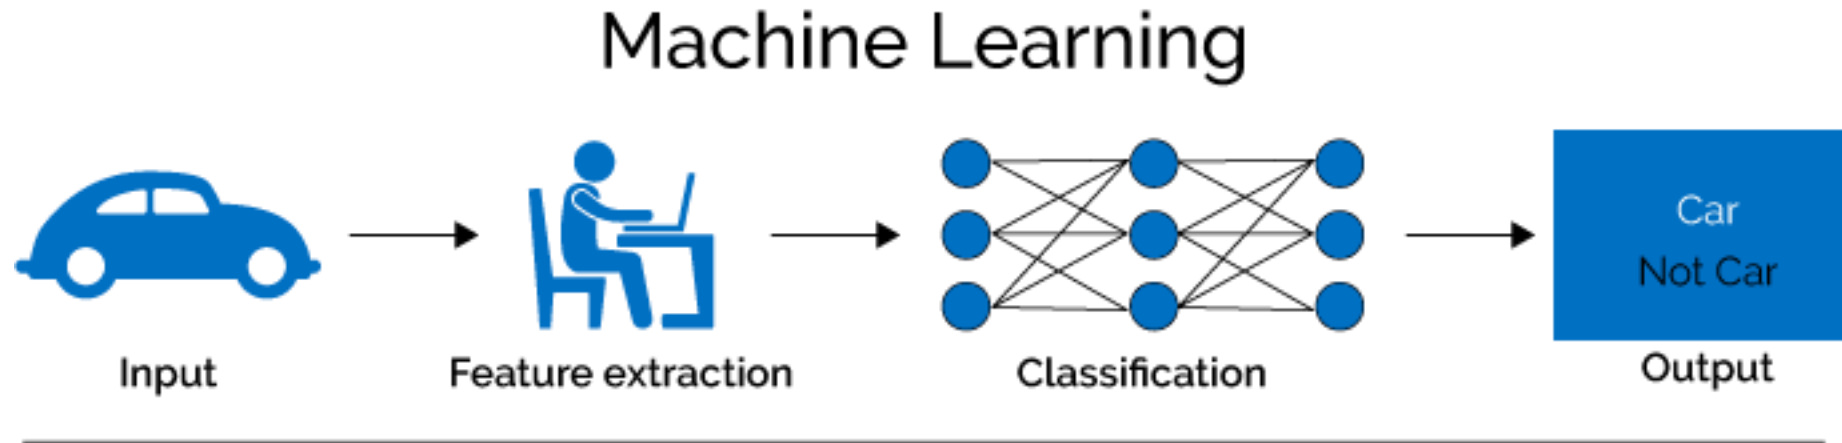 Machine Learning
Car
Not Car
Input
Feature extraction
Classification
Output